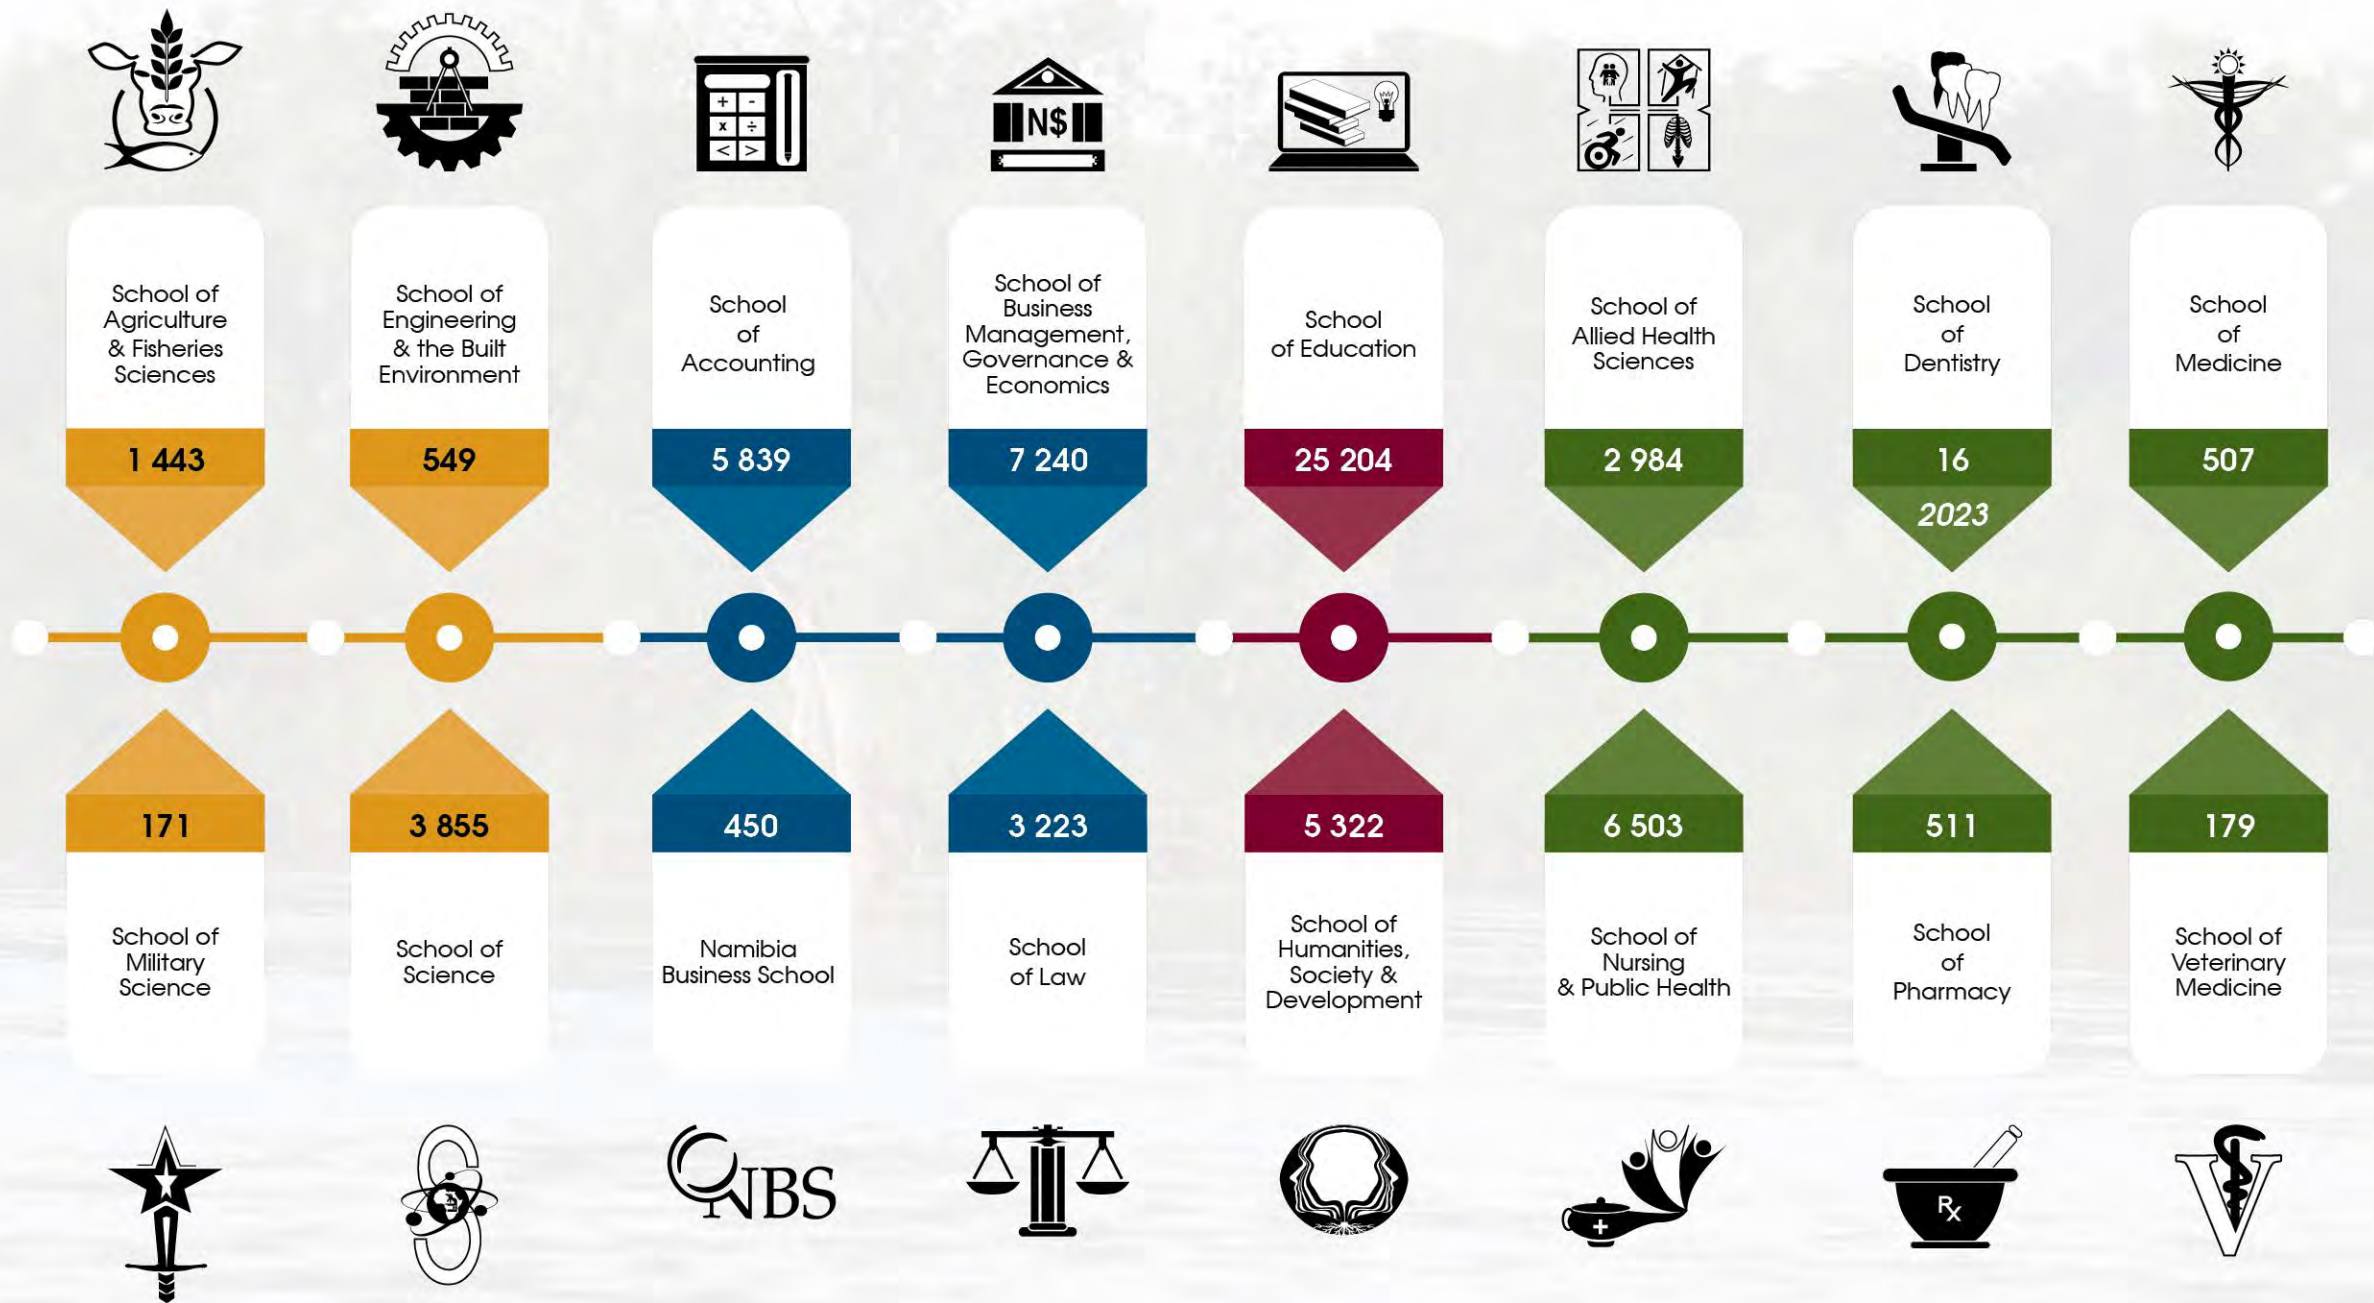 N$
School of
Agriculture
& Fisheries
Sciences
1 443
School of
Engineering
& the Built
Environment
549
School
of
Accounting
5 839
School of
Business
Management,
Governance &
Economics
7 240
School
of Education
25 204
School of
Allied Health
Sciences
2 984
School
of
Dentistry
16
2023
School
of
Medicine
507
171
School of
Military
Science
3 855
School of
Science
450
Namibia
Business School
3 223
School
of Law
5 322
School of
Humanities,
Society &
Development
6 503
School of
Nursing
& Public Health
511
School
of
Pharmacy
179
School of
Veterinary
Medicine
S
NBS
Rx
V